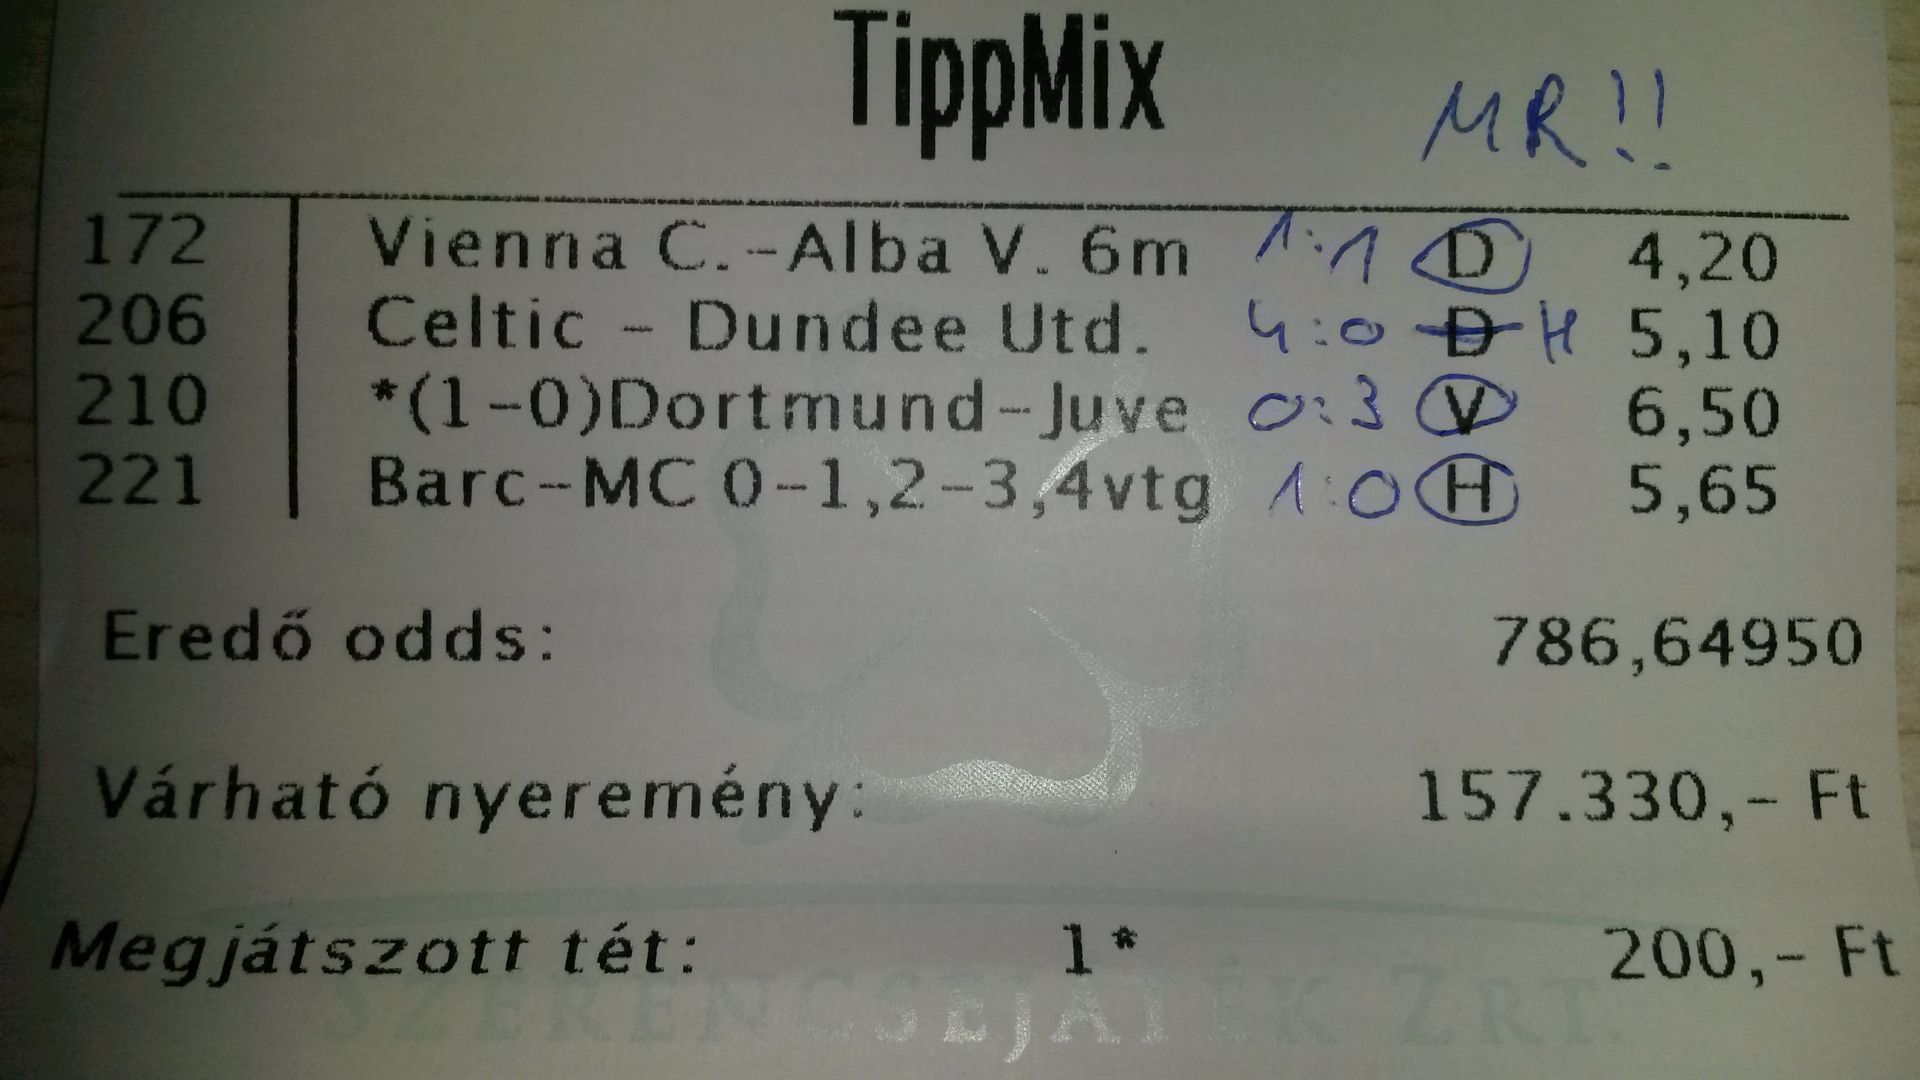 TippMix
MR!!
172 Vienna C.-Alba V. 6m 1:1 D 4,20
206 Celtic - Dundee Utd. 4:0 D H 5,10
210 *(1-0)Dortmund-Juve 0:3 V 6,50
221 Barc-MC 0-1,2-3,4vtg 1:0 H 5,65
Eredő odds: 786,64950
Várható nyeremény: 157.330,- Ft
Megjátszott tét: 1* 200,- Ft
SZERENCSEJÁTÉK ZRT.